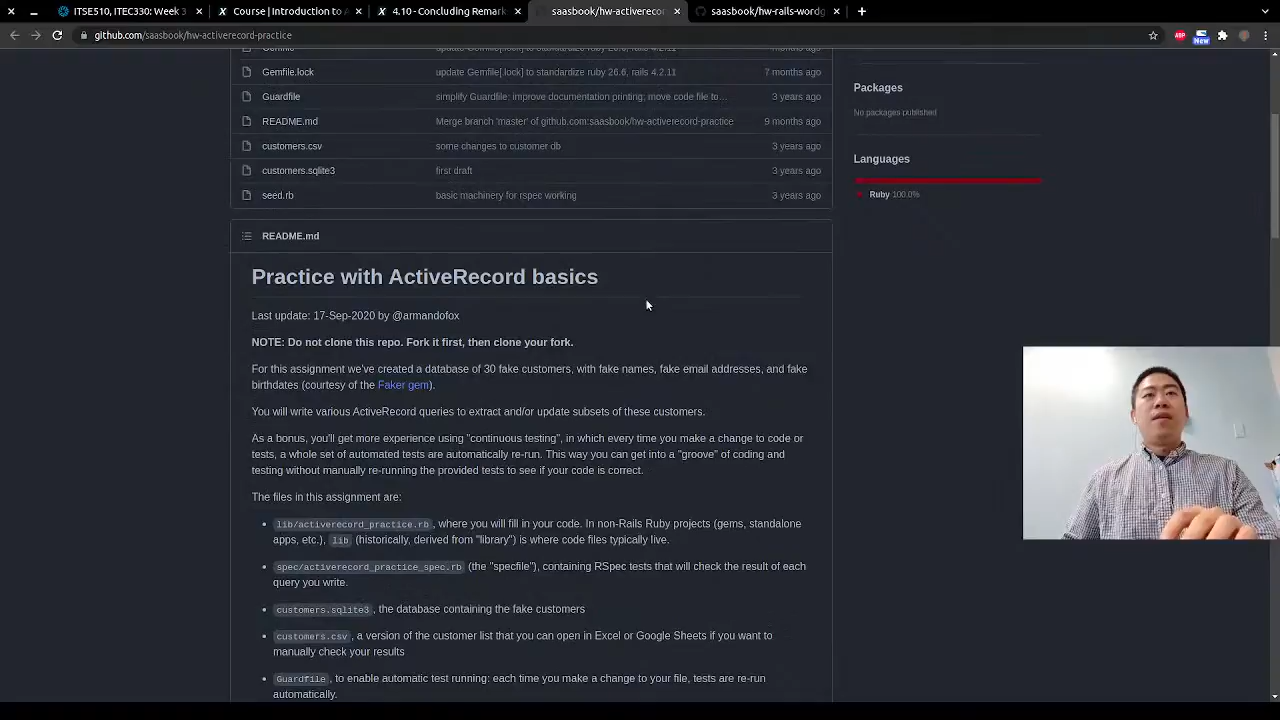 ITSE510, ITEC330: Week 3
Course | Introduction to A
4.10 - Concluding Remark
saasbook/hw-activerecor
saasbook/hw-rails-wordg
github.com/saasbook/hw-activerecord-practice
New
Gemfile.lock update Gemfile[.lock] to standardize ruby 26.6, rails 4.2.11 7 months ago
Guardfile simplify Guardfile; improve documentation printing; move code file to… 3 years ago
README.md Merge branch 'master' of github.com:saasbook/hw-activerecord-practice 9 months ago
customers.csv some changes to customer db 3 years ago
customers.sqlite3 first draft 3 years ago
seed.rb basic machinery for rspec working 3 years ago
Packages
No packages published
Languages
Ruby 100.0%
README.md
Practice with ActiveRecord basics
Last update: 17-Sep-2020 by @armandofox
NOTE: Do not clone this repo. Fork it first, then clone your fork.
For this assignment we've created a database of 30 fake customers, with fake names, fake email addresses, and fake
birthdates (courtesy of the Faker gem).
You will write various ActiveRecord queries to extract and/or update subsets of these customers.
As a bonus, you'll get more experience using "continuous testing", in which every time you make a change to code or
tests, a whole set of automated tests are automatically re-run. This way you can get into a "groove" of coding and
testing without manually re-running the provided tests to see if your code is correct.
The files in this assignment are:
lib/activerecord_practice.rb, where you will fill in your code. In non-Rails Ruby projects (gems, standalone
apps, etc.), lib (historically, derived from "library") is where code files typically live.
spec/activerecord_practice_spec.rb (the "specfile"), containing RSpec tests that will check the result of each
query you write.
customers.sqlite3, the database containing the fake customers
customers.csv, a version of the customer list that you can open in Excel or Google Sheets if you want to
manually check your results
Guardfile, to enable automatic test running: each time you make a change to your file, tests are re-run
automatically.